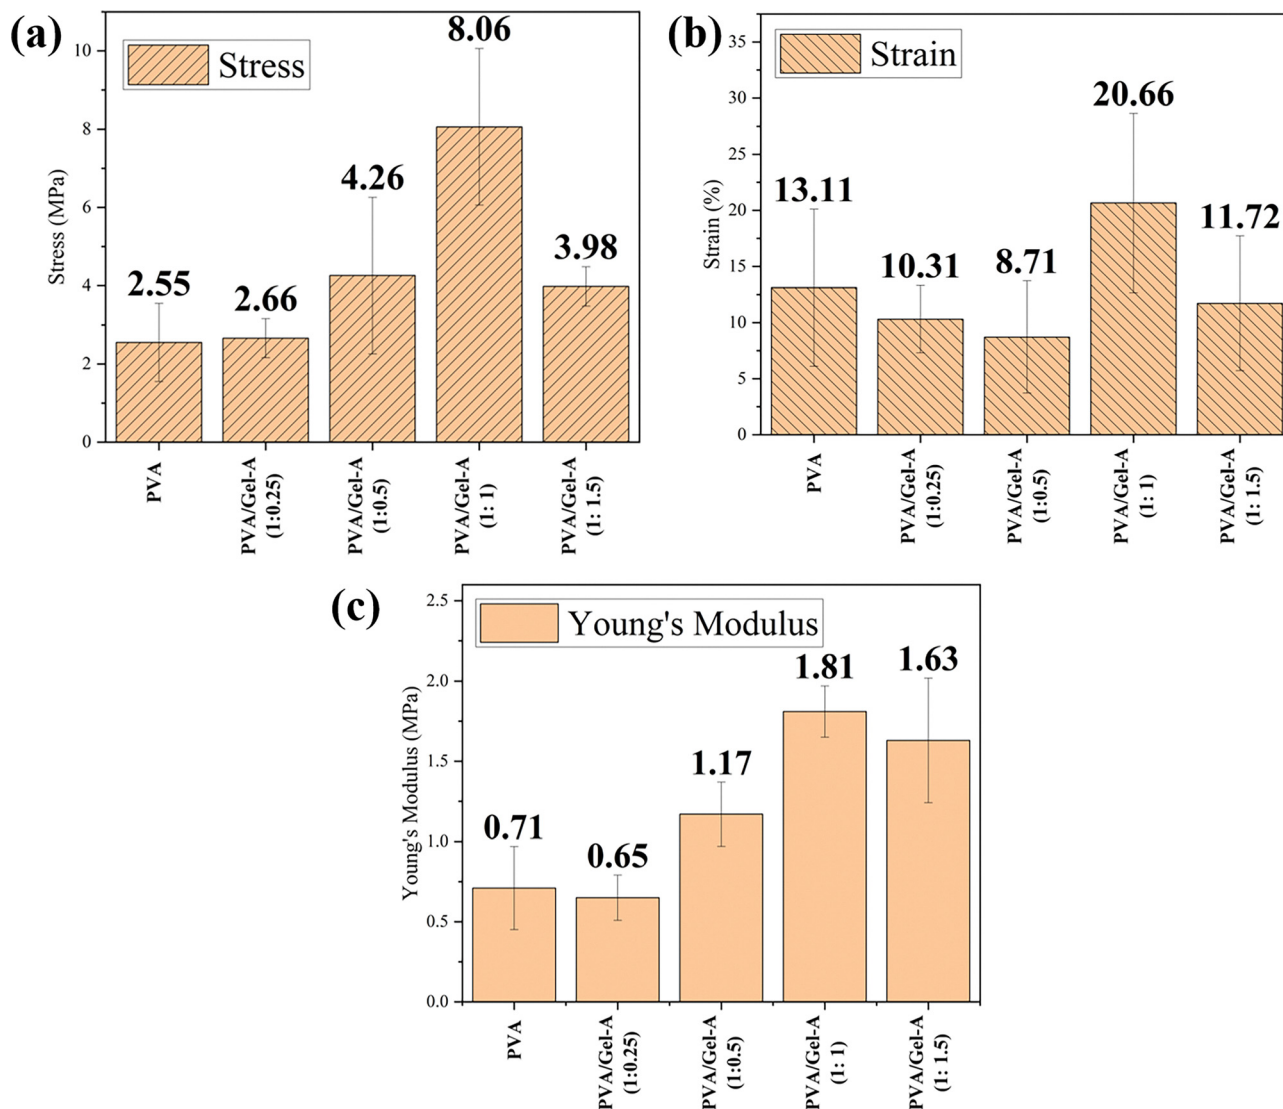 (a)
Stress
Stress (MPa)
10
8
6
4
2
0
2.55
2.66
4.26
8.06
3.98
PVA
PVA/Gel-A
(1:0.25)
PVA/Gel-A
(1:0.5)
PVA/Gel-A
(1: 1)
PVA/Gel-A
(1: 1.5)
(b)
Strain
Strain (%)
35
30
25
20
15
10
5
0
13.11
10.31
8.71
20.66
11.72
PVA
PVA/Gel-A
(1:0.25)
PVA/Gel-A
(1:0.5)
PVA/Gel-A
(1: 1)
PVA/Gel-A
(1: 1.5)
(c)
Young's Modulus
Young's Modulus (MPa)
2.5
2.0
1.5
1.0
0.5
0.0
0.71
0.65
1.17
1.81
1.63
PVA
PVA/Gel-A
(1:0.25)
PVA/Gel-A
(1:0.5)
PVA/Gel-A
(1: 1)
PVA/Gel-A
(1: 1.5)